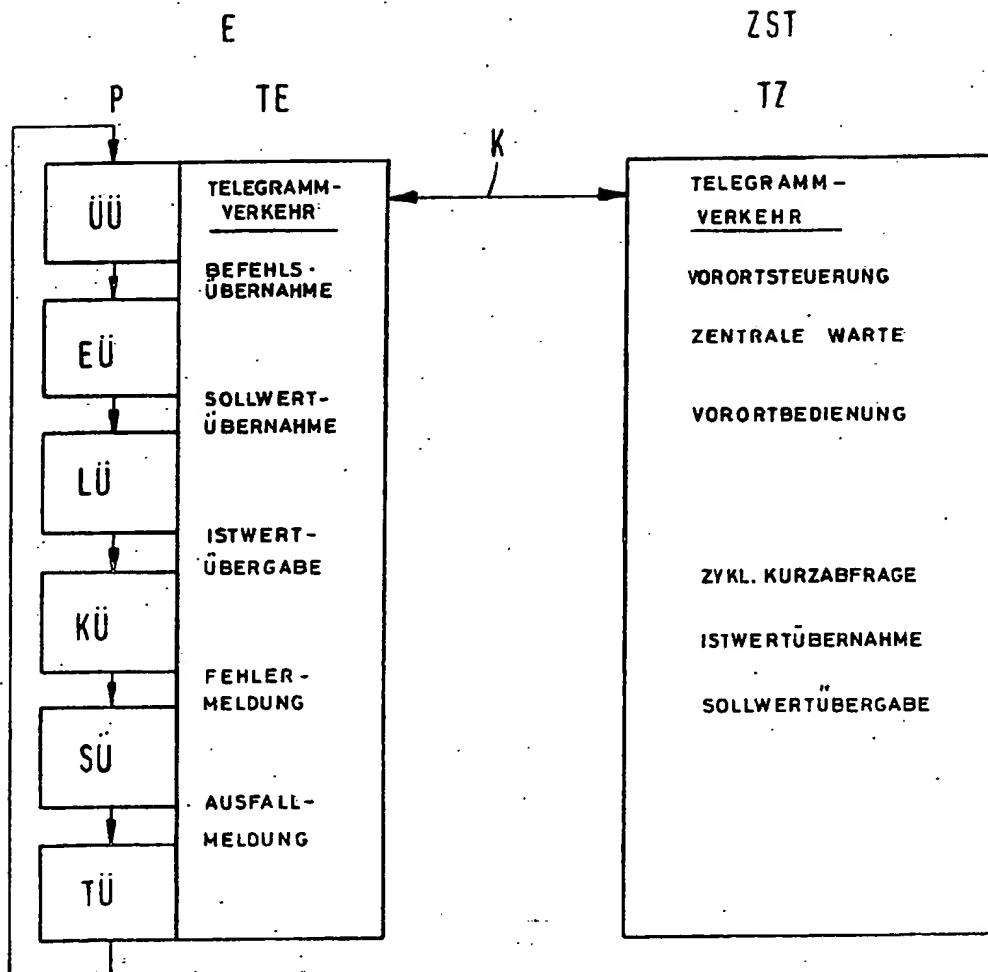 E
ZST
P
TE
TZ
K
ÜÜ
EÜ
LÜ
KÜ
SÜ
TÜ
TELEGRAMM-
VERKEHR
BEFEHLS-
ÜBERNAHME
SOLLWERT-
ÜBERNAHME
ISTWERT-
ÜBERGABE
FEHLER-
MELDUNG
AUSFALL-
MELDUNG
TELEGRAMM-
VERKEHR
VORORTSTEUERUNG
ZENTRALE WARTE
VORORTBEDIENUNG
ZYKL. KURZABFRAGE
ISTWERTÜBERNAHME
SOLLWERTÜBERGABE